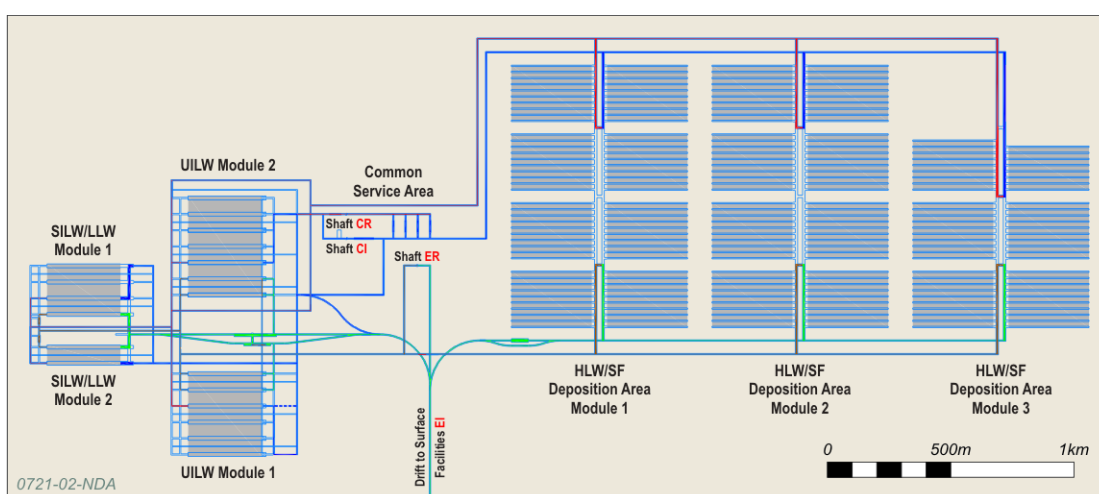 UILW Module 2
Common
Service Area
Shaft CR
Shaft CI
Shaft ER
SILW/LLW
Module 1
SILW/LLW
Module 2
UILW Module 1
Drift to Surface
Facilities EI
HLW/SF
Deposition Area
Module 1
HLW/SF
Deposition Area
Module 2
HLW/SF
Deposition Area
Module 3
0 500m 1km
0721-02-NDA